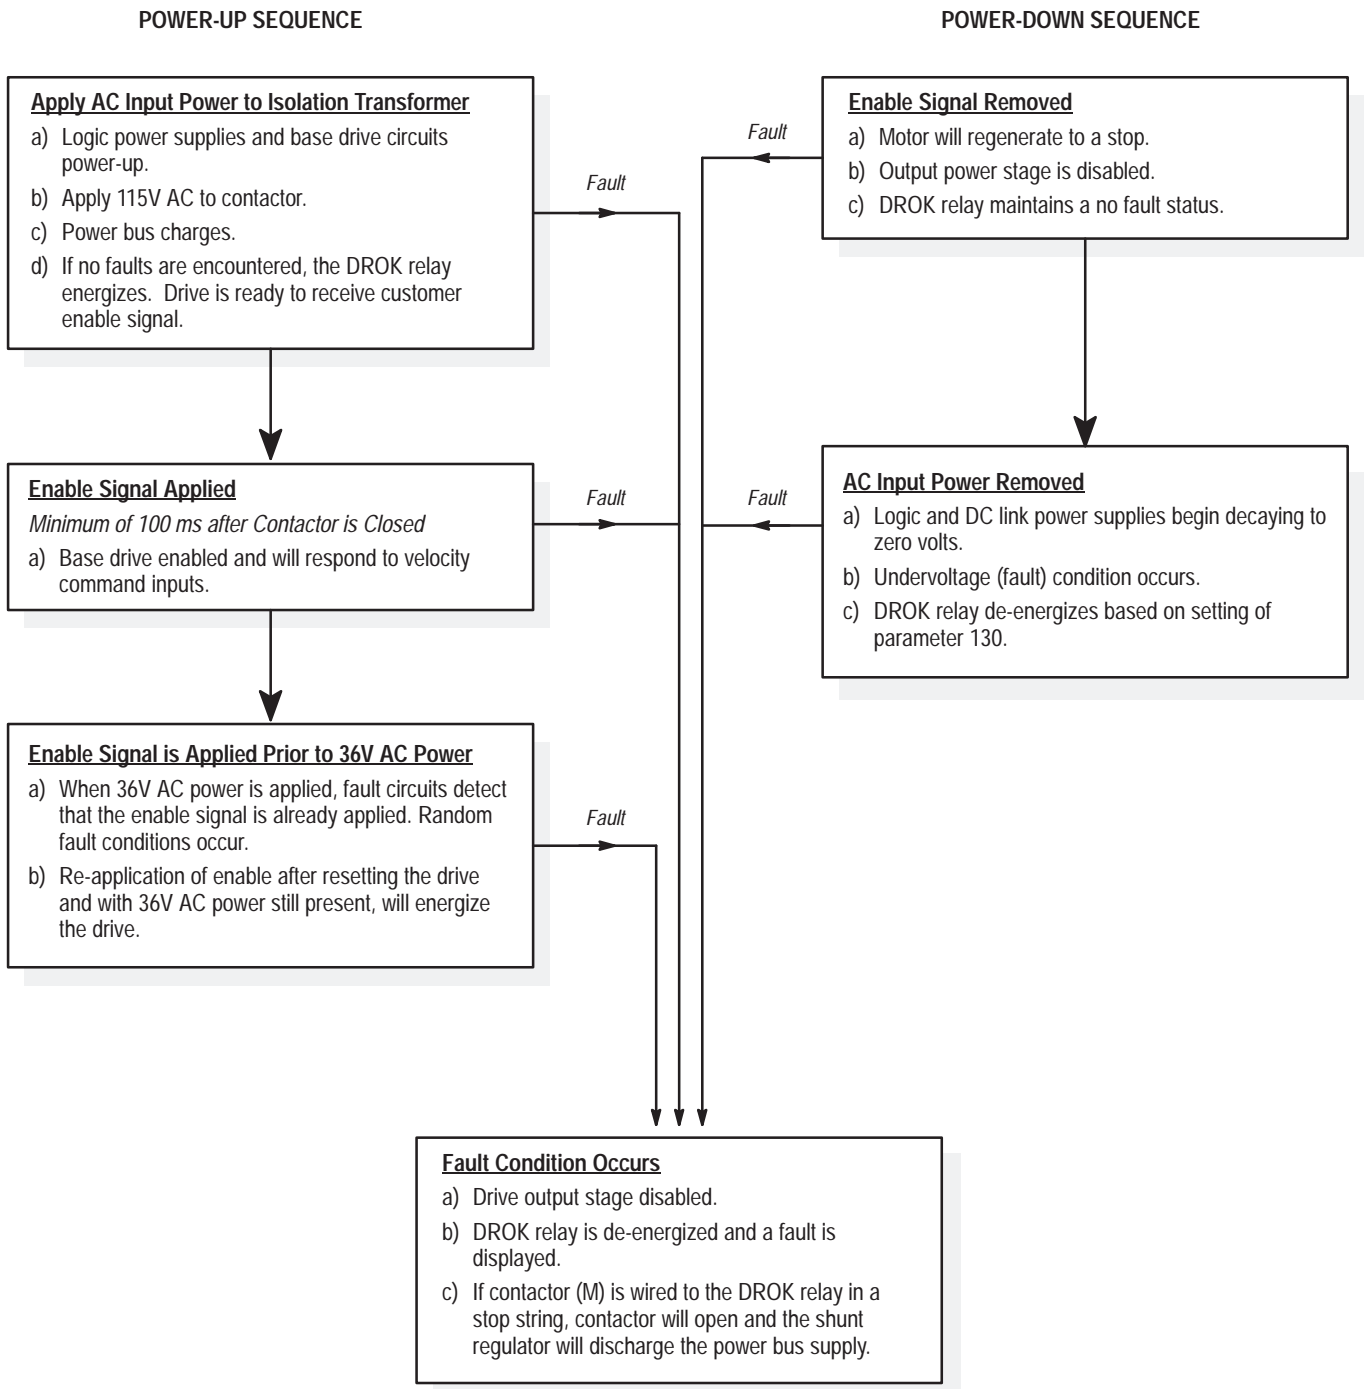 POWER-UP SEQUENCE
Apply AC Input Power to Isolation Transformer
a) Logic power supplies and base drive circuits
power-up.
b) Apply 115V AC to contactor.
c) Power bus charges.
d) If no faults are encountered, the DROK relay
energizes. Drive is ready to receive customer
enable signal.
Fault
Enable Signal Applied
Minimum of 100 ms after Contactor is Closed
a) Base drive enabled and will respond to velocity
command inputs.
Fault
Enable Signal is Applied Prior to 36V AC Power
a) When 36V AC power is applied, fault circuits detect
that the enable signal is already applied. Random
fault conditions occur.
b) Re-application of enable after resetting the drive
and with 36V AC power still present, will energize
the drive.
Fault
POWER-DOWN SEQUENCE
Enable Signal Removed
a) Motor will regenerate to a stop.
b) Output power stage is disabled.
c) DROK relay maintains a no fault status.
Fault
AC Input Power Removed
a) Logic and DC link power supplies begin decaying to
zero volts.
b) Undervoltage (fault) condition occurs.
c) DROK relay de-energizes based on setting of
parameter 130.
Fault
Fault Condition Occurs
a) Drive output stage disabled.
b) DROK relay is de-energized and a fault is
displayed.
c) If contactor (M) is wired to the DROK relay in a
stop string, contactor will open and the shunt
regulator will discharge the power bus supply.